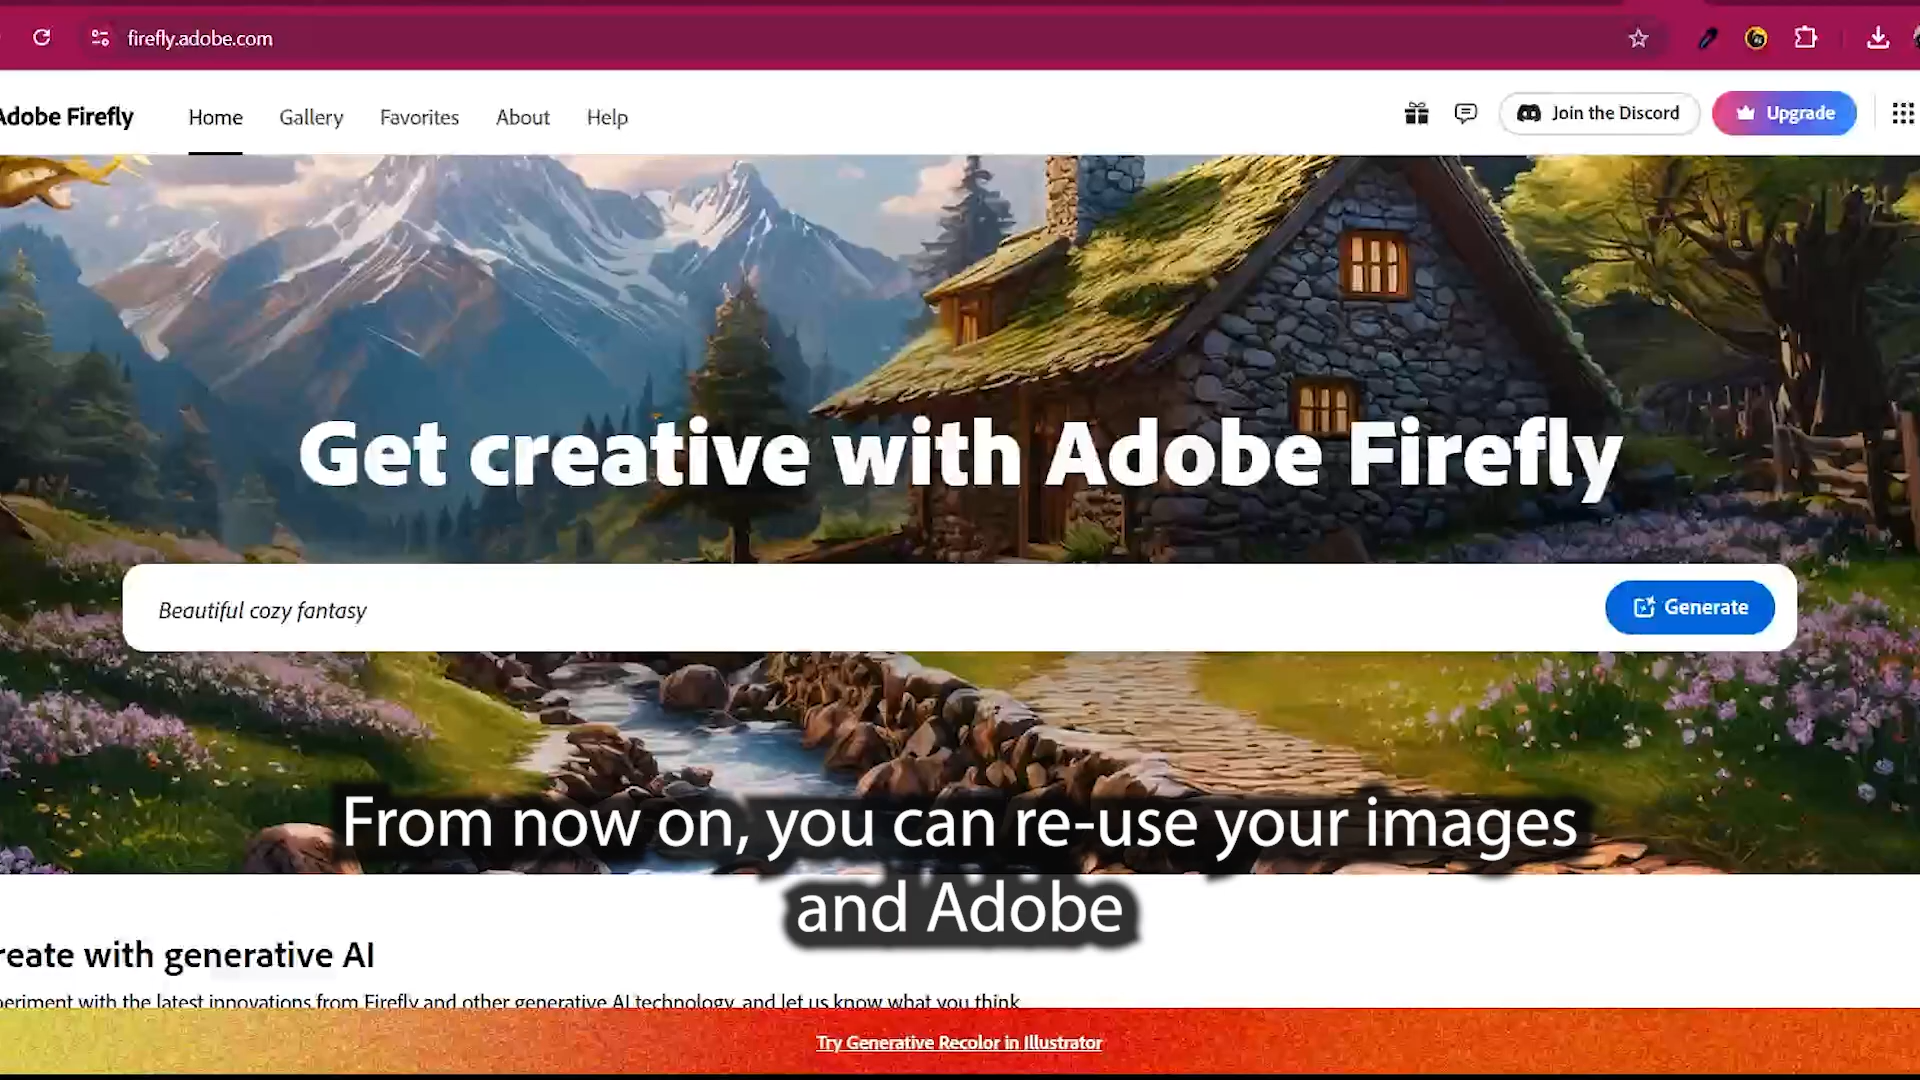 firefly.adobe.com
Adobe Firefly Home Gallery Favorites About Help Join the Discord Upgrade
Get creative with Adobe Firefly
Beautiful cozy fantasy Generate
From now on, you can re-use your images
and Adobe
reate with generative AI
periment with the latest innovations from Firefly and other generative AI technology, and let us know what you think.
Try Generative Recolor in Illustrator